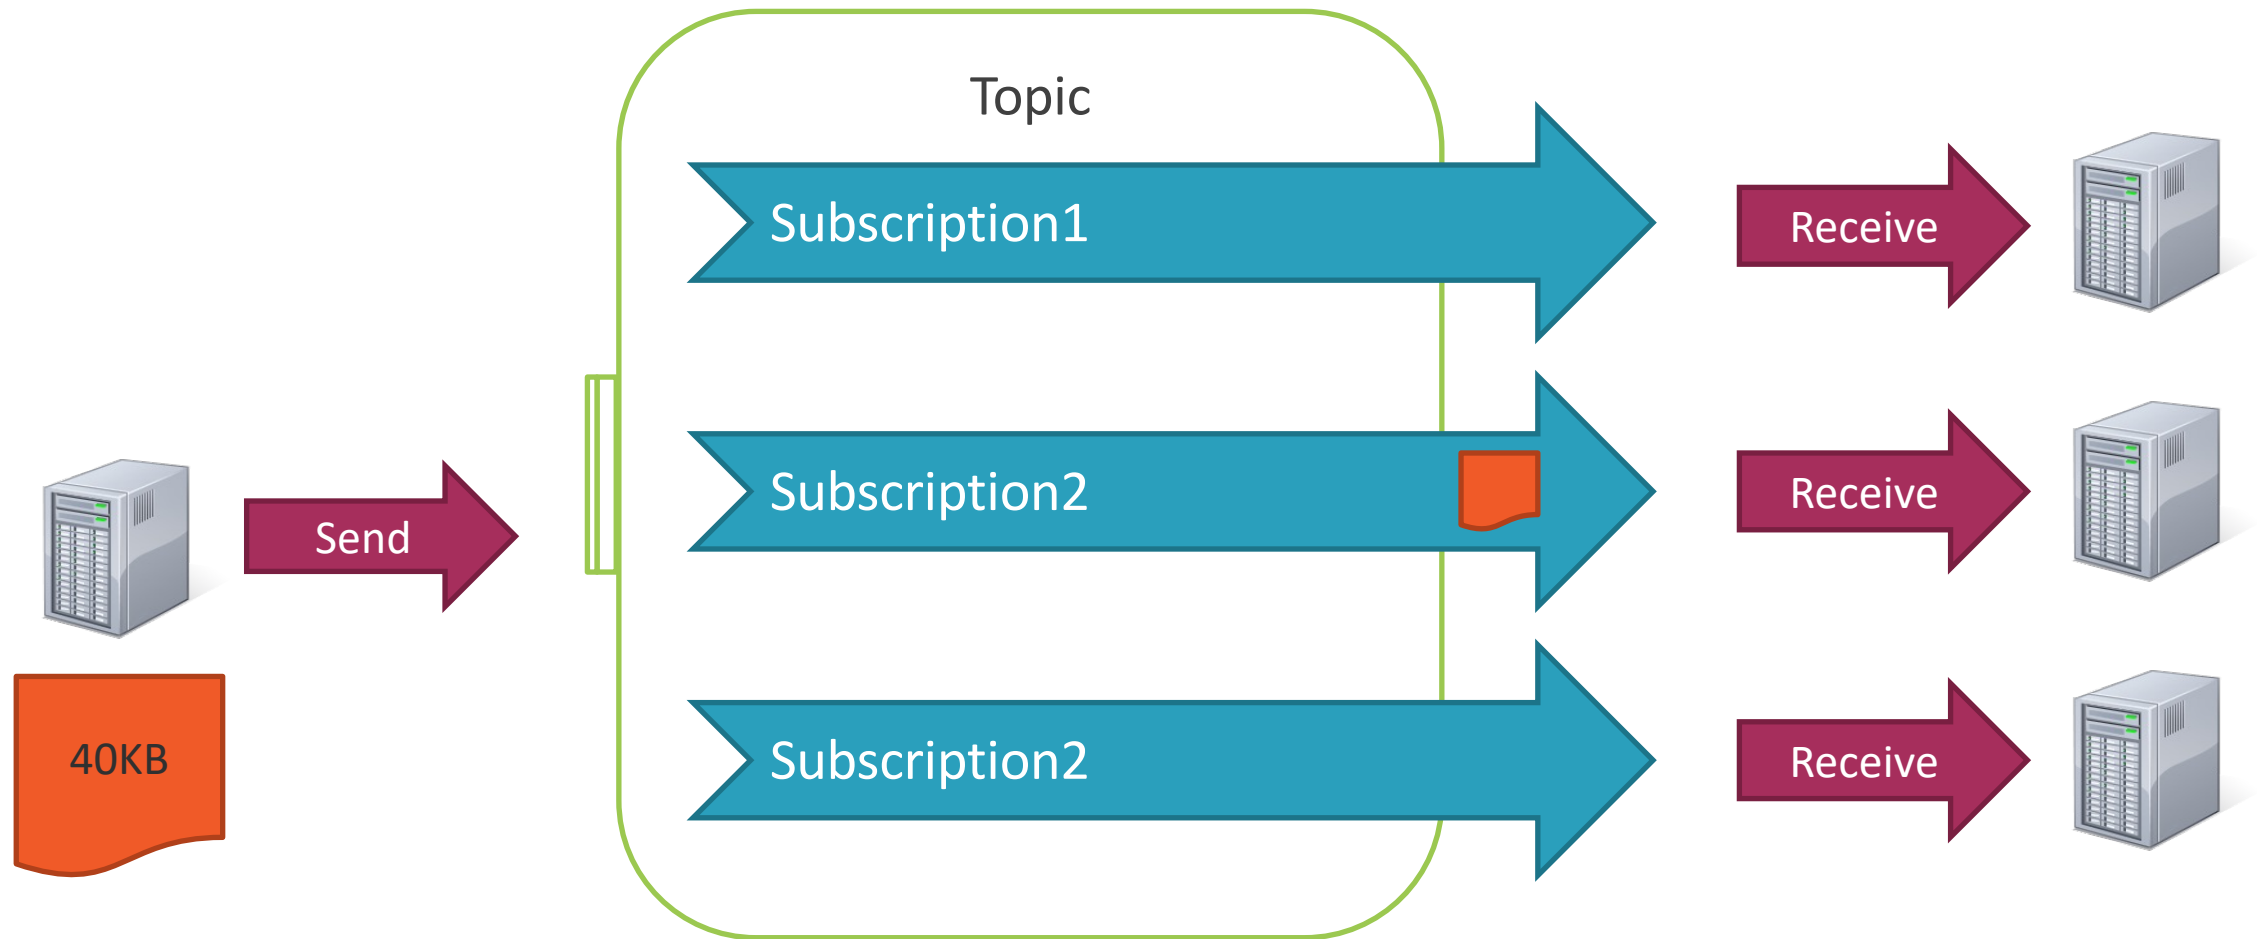 Topic
Subscription1
Receive
Subscription2
Receive
Send
Subscription2
Receive
40KB